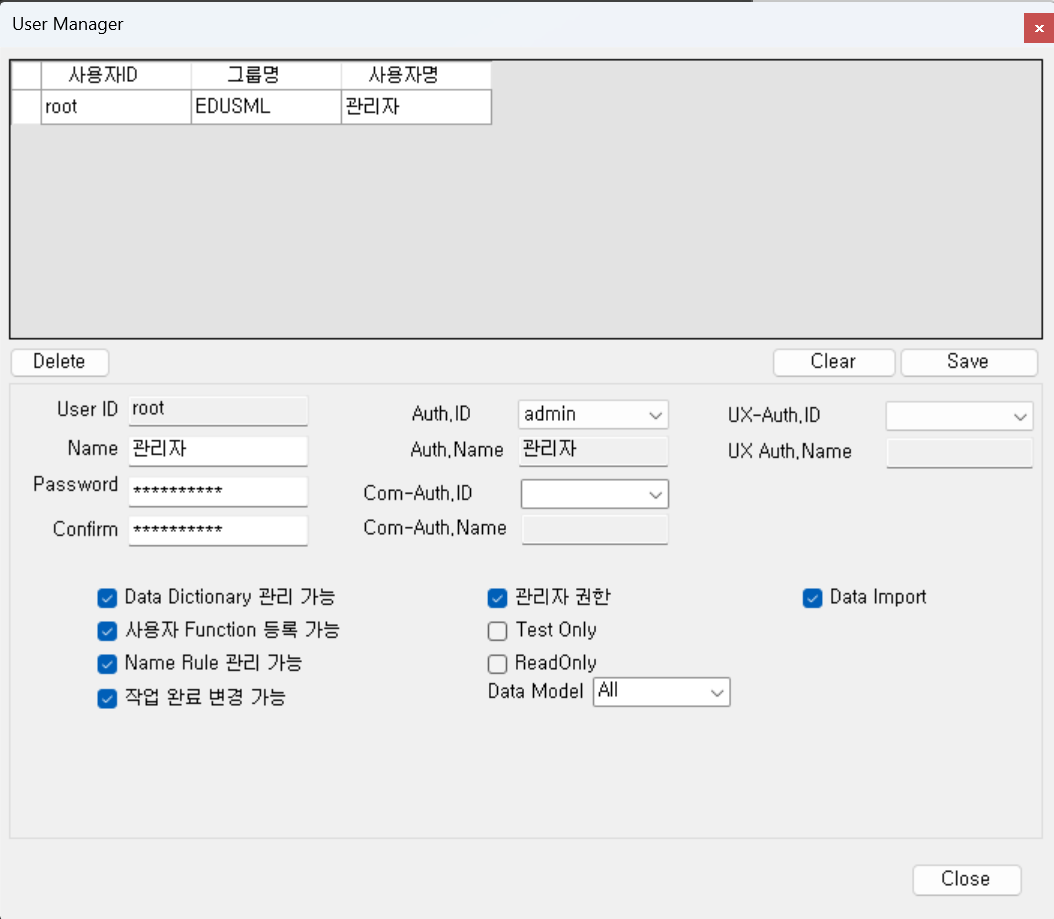 User Manager
x
사용자ID 그룹명 사용자명
root EDUSML 관리자
Delete Clear Save
User ID root Auth.ID admin UX-Auth.ID
Name 관리자 Auth.Name 관리자 UX Auth.Name
Password ********** Com-Auth.ID
Confirm ********** Com-Auth.Name
Data Dictionary 관리 가능 관리자 권한 Data Import
사용자 Function 등록 가능 Test Only
Name Rule 관리 가능 ReadOnly
작업 완료 변경 가능 Data Model All
Close